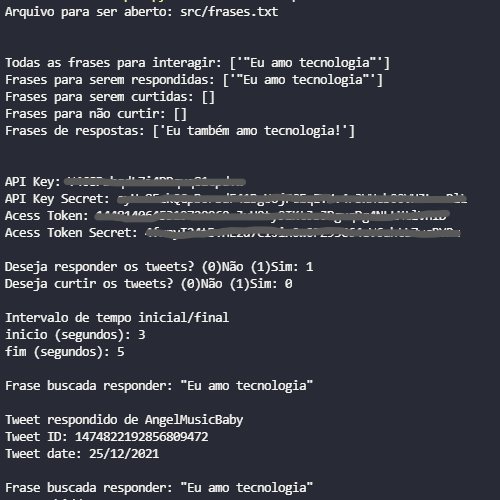 Arquivo para ser aberto: src/frases.txt
Todas as frases para interagir: ['"Eu amo tecnologia"']
Frases para serem respondidas: ['"Eu amo tecnologia"']
Frases para serem curtidas: []
Frases para não curtir: []
Frases de respostas: ['Eu também amo tecnologia!']
API Key:
API Key Secret:
Acess Token:
Acess Token Secret:
Deseja responder os tweets? (0)Não (1)Sim: 1
Deseja curtir os tweets? (0)Não (1)Sim: 0
Intervalo de tempo inicial/final
inicio (segundos): 3
fim (segundos): 5
Frase buscada responder: "Eu amo tecnologia"
Tweet respondido de AngelMusicBaby
Tweet ID: 1474822192856809472
Tweet date: 25/12/2021
Frase buscada responder: "Eu amo tecnologia"